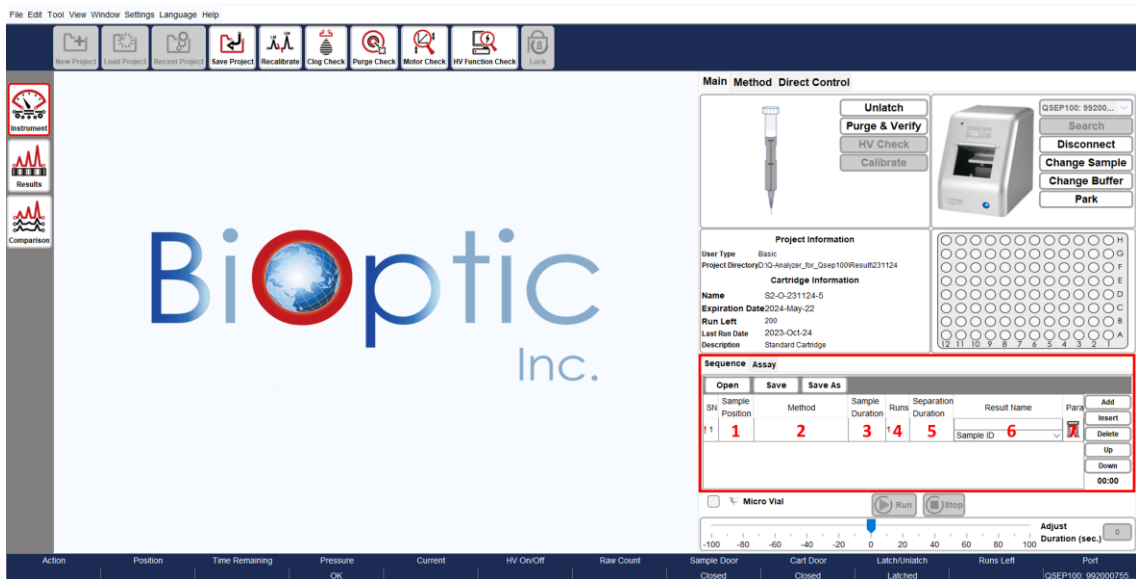 File Edit Tool View Window Settings Language Help
New Project Load Project Recent Project Save Project Recalibrate Clog Check Purge Check Motor Check HV Function Check Lock
Instrument
Results
Comparison
BiOptic
Inc.
Main Method Direct Control
Unlatch
Purge & Verify
HV Check
Calibrate
QSEP100: 99200...
Search
Disconnect
Change Sample
Change Buffer
Park
Project Information
User Type Basic
Project Directory D:\Q-Analyzer_for_Qsep100\Result\231124
Cartridge Information
Name S2-O-231124-5
Expiration Date 2024-May-22
Run Left 200
Last Run Date 2023-Oct-24
Description Standard Cartridge
H
G
F
E
D
C
B
A
12 11 10 9 8 7 6 5 4 3 2 1
Sequence Assay
Open Save Save As
SN Sample Position Method Sample Duration Runs Separation Duration Result Name Para
! 1 1 2 3 1 4 5 Sample ID 6 7
Add
Insert
Delete
Up
Down
00:00
Micro Vial
Run Stop
-100 -80 -60 -40 -20 0 20 40 60 80 100
Adjust
Duration (sec.) 0
Action Position Time Remaining Pressure Current HV On/Off Raw Count Sample Door Cart Door Latch/Unlatch Runs Left Port
OK Closed Closed Latched QSEP100: 992000755